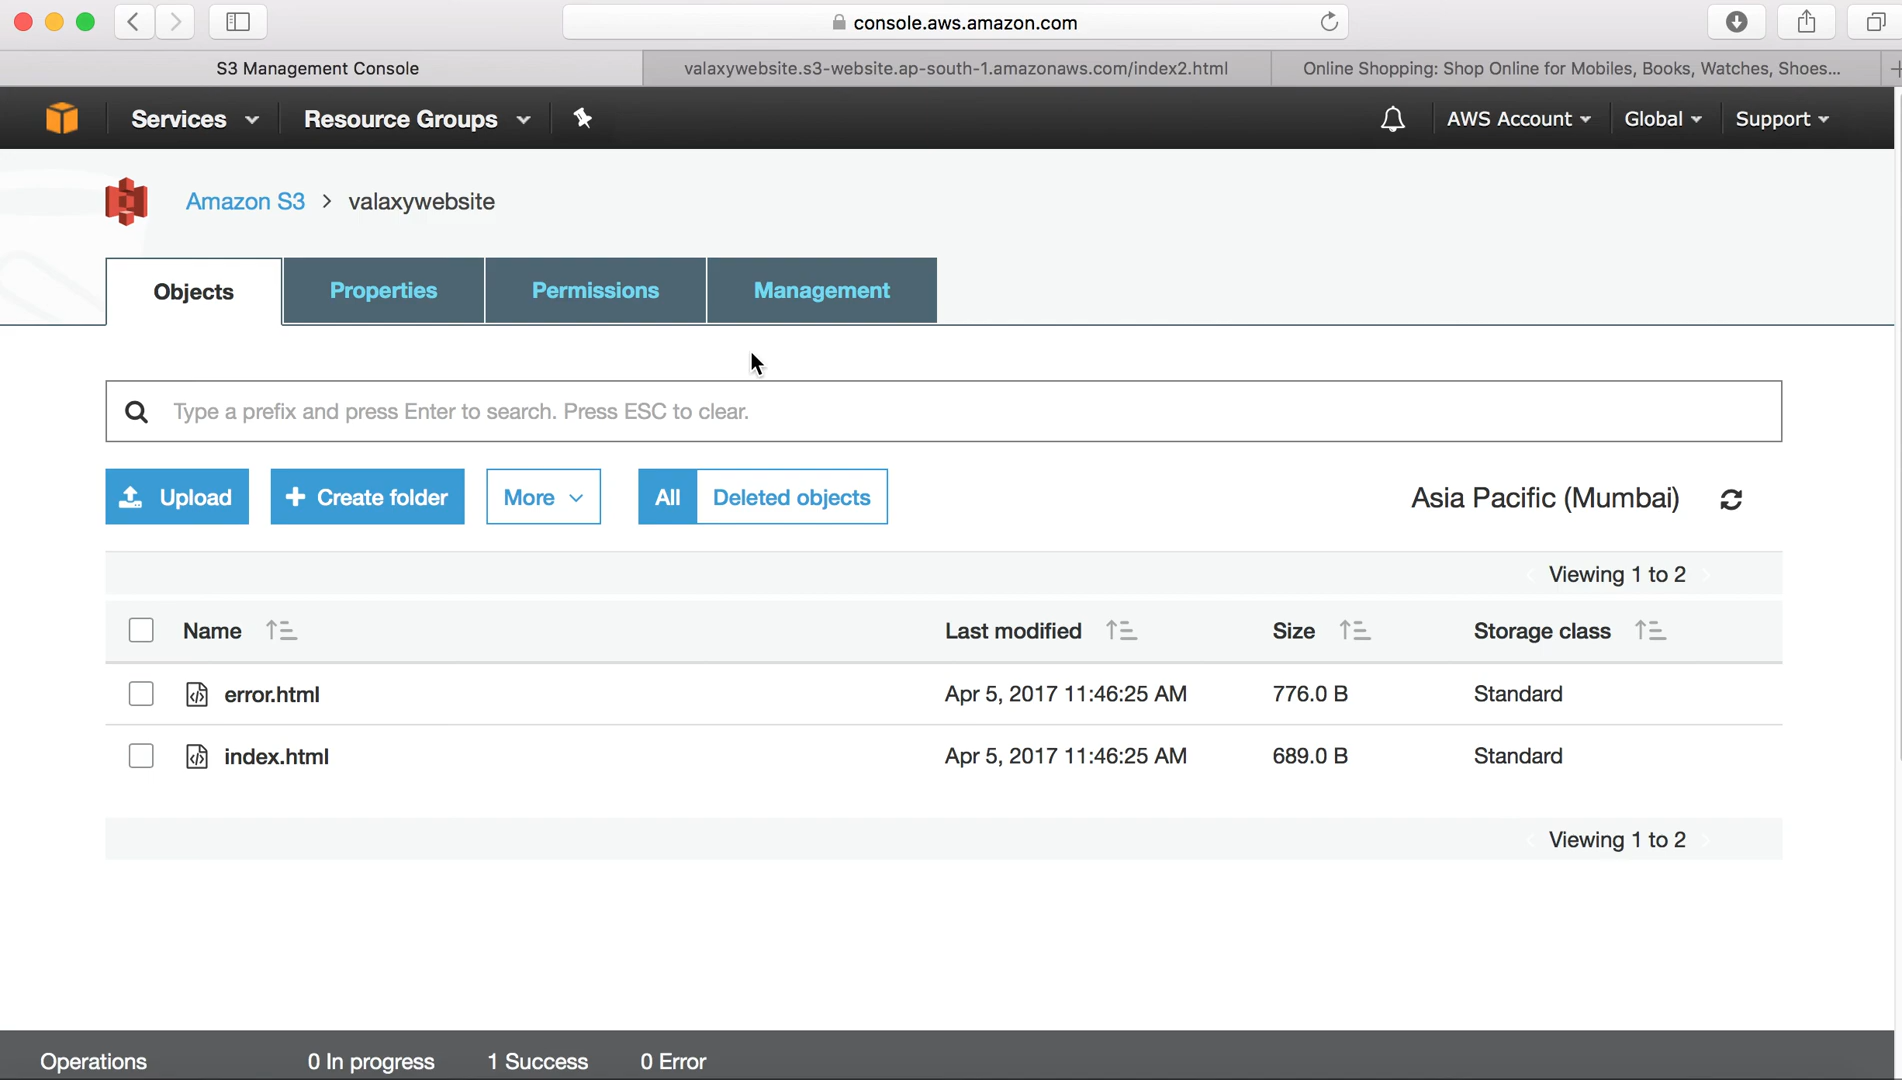 console.aws.amazon.com
S3 Management Console
valaxywebsite.s3-website.ap-south-1.amazonaws.com/index2.html
Online Shopping: Shop Online for Mobiles, Books, Watches, Shoes...
Services
Resource Groups
AWS Account
Global
Support
Amazon S3 > valaxywebsite
Objects
Properties
Permissions
Management
Type a prefix and press Enter to search. Press ESC to clear.
Upload
+ Create folder
More
All
Deleted objects
Asia Pacific (Mumbai)
Viewing 1 to 2
Name
Last modified
Size
Storage class
error.html
Apr 5, 2017 11:46:25 AM
776.0 B
Standard
index.html
Apr 5, 2017 11:46:25 AM
689.0 B
Standard
Viewing 1 to 2
Operations
0 In progress
1 Success
0 Error